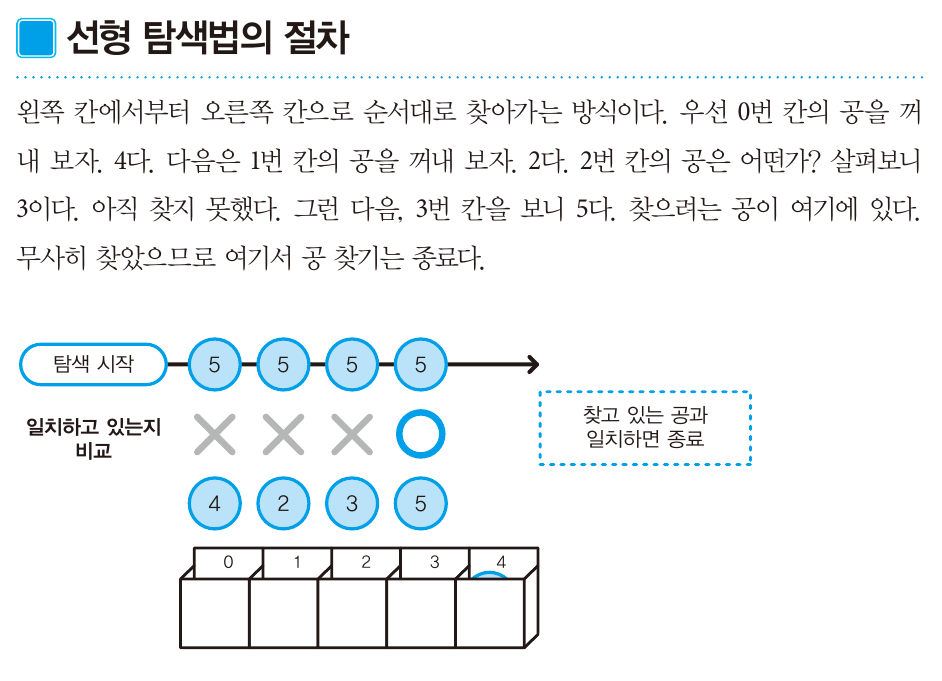 선형 탐색법의 절차
왼쪽 칸에서부터 오른쪽 칸으로 순서대로 찾아가는 방식이다. 우선 0번 칸의 공을 꺼
내 보자. 4다. 다음은 1번 칸의 공을 꺼내 보자. 2다. 2번 칸의 공은 어떤가? 살펴보니
3이다. 아직 찾지 못했다. 그런 다음, 3번 칸을 보니 5다. 찾으려는 공이 여기에 있다.
무사히 찾았으므로 여기서 공 찾기는 종료다.
탐색 시작 5 5 5 5
찾고 있는 공과
일치하면 종료
일치하고 있는지
비교
4 2 3 5
0 1 2 3 4